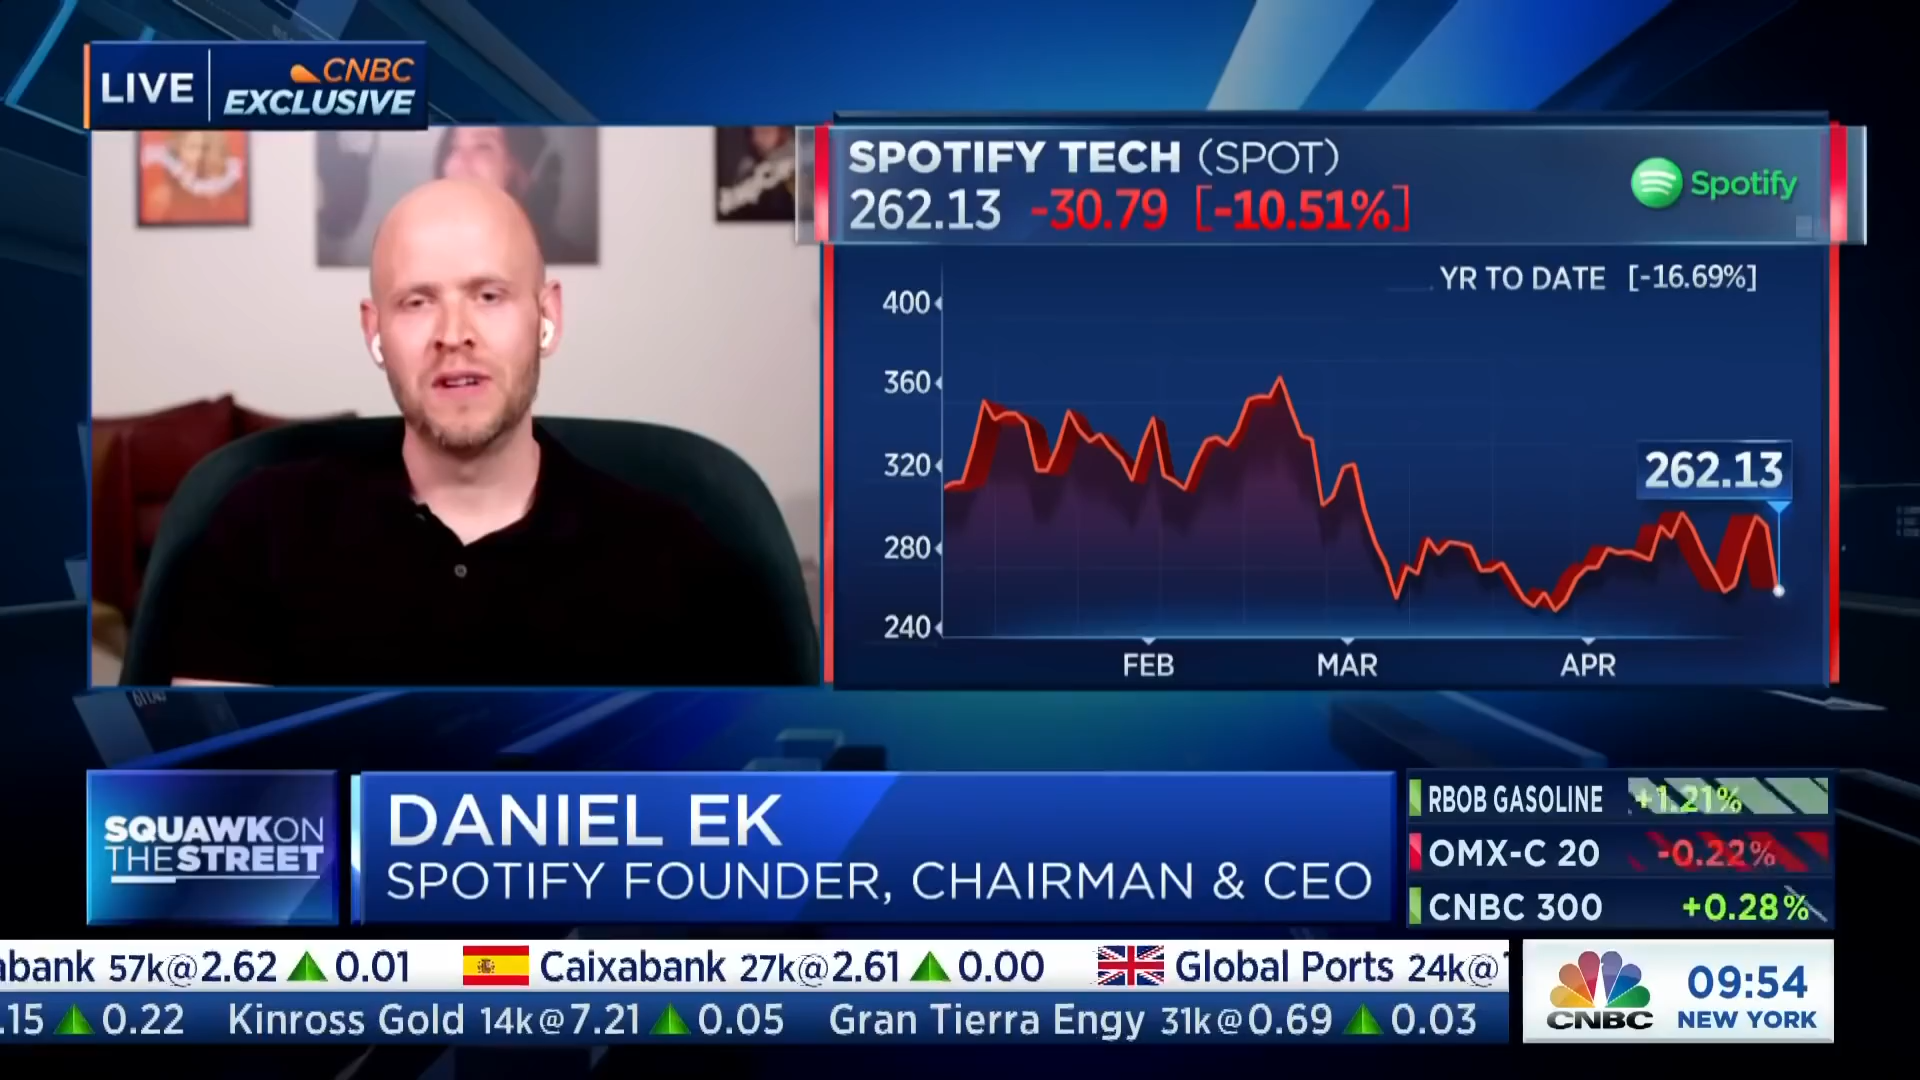 LIVE
CNBC
EXCLUSIVE
SPOTIFY TECH (SPOT)
262.13 -30.79 [-10.51%]
Spotify
YR TO DATE [-16.69%]
400
360
320
280
240
262.13
FEB MAR APR
SQUAWK ON
THE STREET
DANIEL EK
SPOTIFY FOUNDER, CHAIRMAN & CEO
RBOB GASOLINE +1.21%
OMX-C 20 -0.22%
CNBC 300 +0.28%
abank 57k@2.62 ▲ 0.01 Caixabank 27k@2.61 ▲ 0.00 Global Ports 24k@
.15 ▲ 0.22 Kinross Gold 14k@7.21 ▲ 0.05 Gran Tierra Engy 31k@0.69 ▲ 0.03
CNBC
09:54
NEW YORK